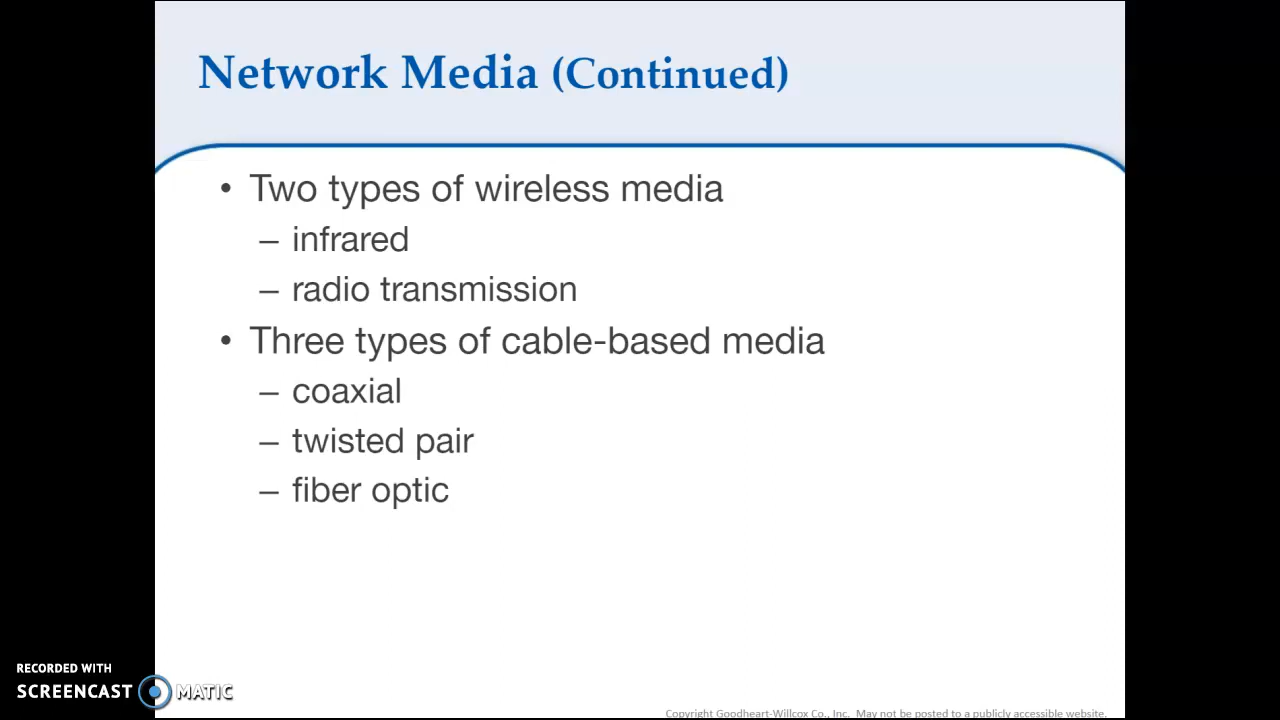 Network Media (Continued)
• Two types of wireless media
– infrared
– radio transmission
• Three types of cable-based media
– coaxial
– twisted pair
– fiber optic
RECORDED WITH
SCREENCAST MATIC
Copyright Goodheart-Willcox Co., Inc. May not be posted to a publicly accessible website.